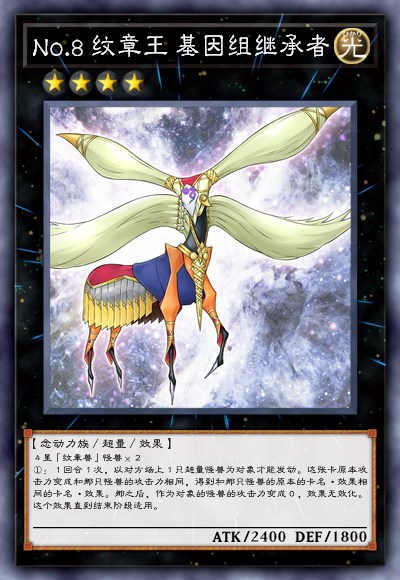 No.8 纹章王 基因组继承者
光
ひかり
【念动力族／超量／效果】
4星「纹章兽」怪兽×2
①：1回合1次，以对方场上1只超量怪兽为对象才能发动。这张卡原本攻
击力变成和那只怪兽的攻击力相同，得到和那只怪兽的原本的卡名·效果相
同的卡名·效果。那之后，作为对象的怪兽的攻击力变成0，效果无效化。
这个效果直到结束阶段适用。
ATK/2400 DEF/1800